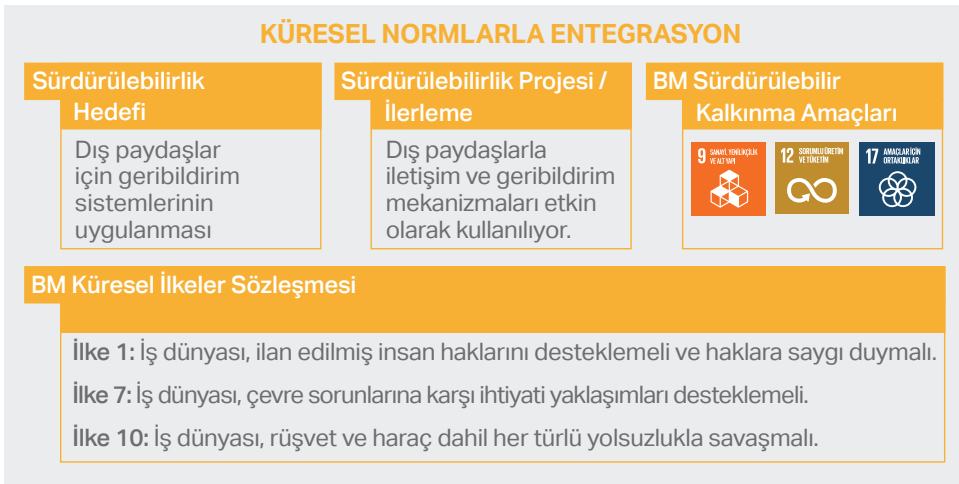 KÜRESEL NORMLARLA ENTEGRASYON
Sürdürülebilirlik
Hedefi
Dış paydaşlar
için geribildirim
sistemlerinin
uygulanması
Sürdürülebilirlik Projesi /
İlerleme
Dış paydaşlarla
iletişim ve geribildirim
mekanizmaları etkin
olarak kullanılıyor.
BM Sürdürülebilir
Kalkınma Amaçları
9 SANAYİ, YENİLİKÇİLİK
VE ALTYAPI
12 SORUMLU ÜRETİM
VE TÜKETİM
17 AMAÇLAR İÇİN
ORTAKLIKLAR
BM Küresel İlkeler Sözleşmesi
İlke 1: İş dünyası, ilan edilmiş insan haklarını desteklemeli ve haklara saygı duymalı.
İlke 7: İş dünyası, çevre sorunlarına karşı ihtiyati yaklaşımları desteklemeli.
İlke 10: İş dünyası, rüşvet ve haraç dahil her türlü yolsuzlukla savaşmalı.